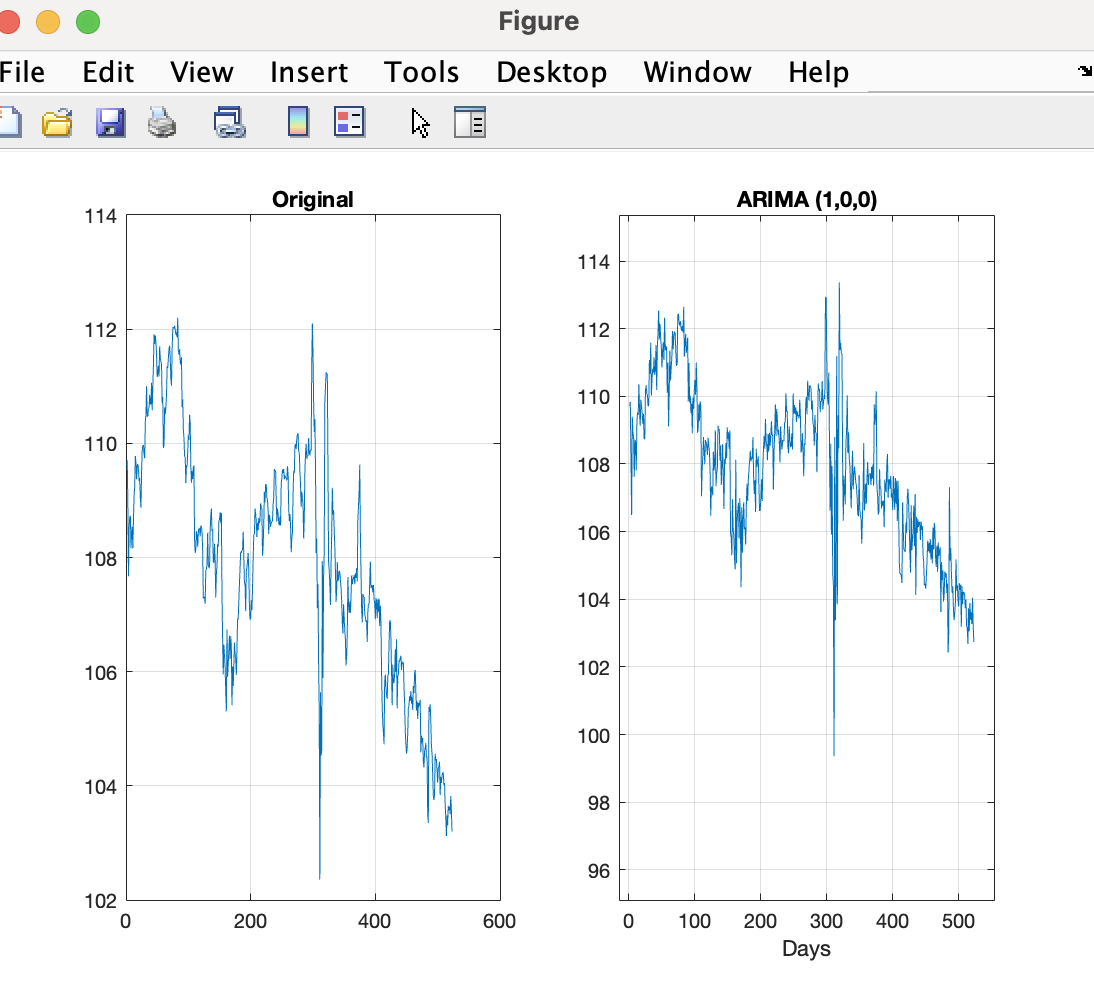 Figure
File Edit View Insert Tools Desktop Window Help
Original
114
112
110
108
106
104
102
0 200 400 600
ARIMA (1,0,0)
114
112
110
108
106
104
102
100
98
96
0 100 200 300 400 500
Days